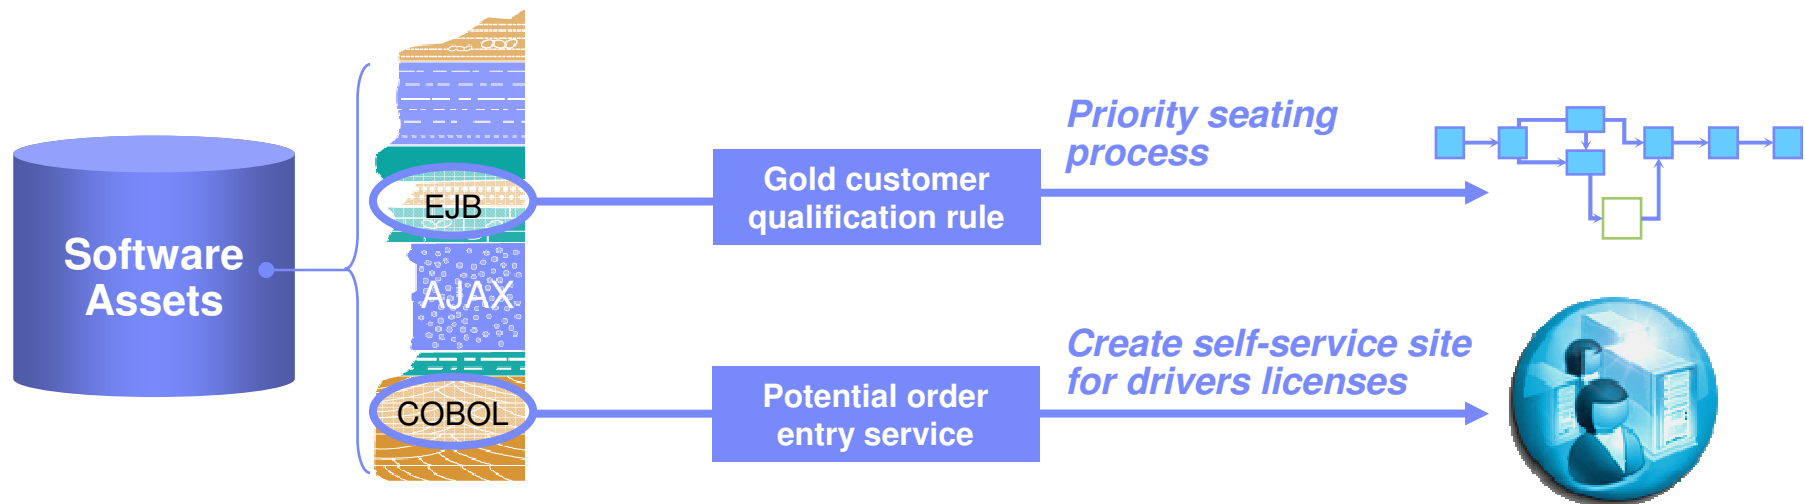 Software
Assets
EJB
AJAX
COBOL
Gold customer
qualification rule
Priority seating
process
Potential order
entry service
Create self-service site
for drivers licenses